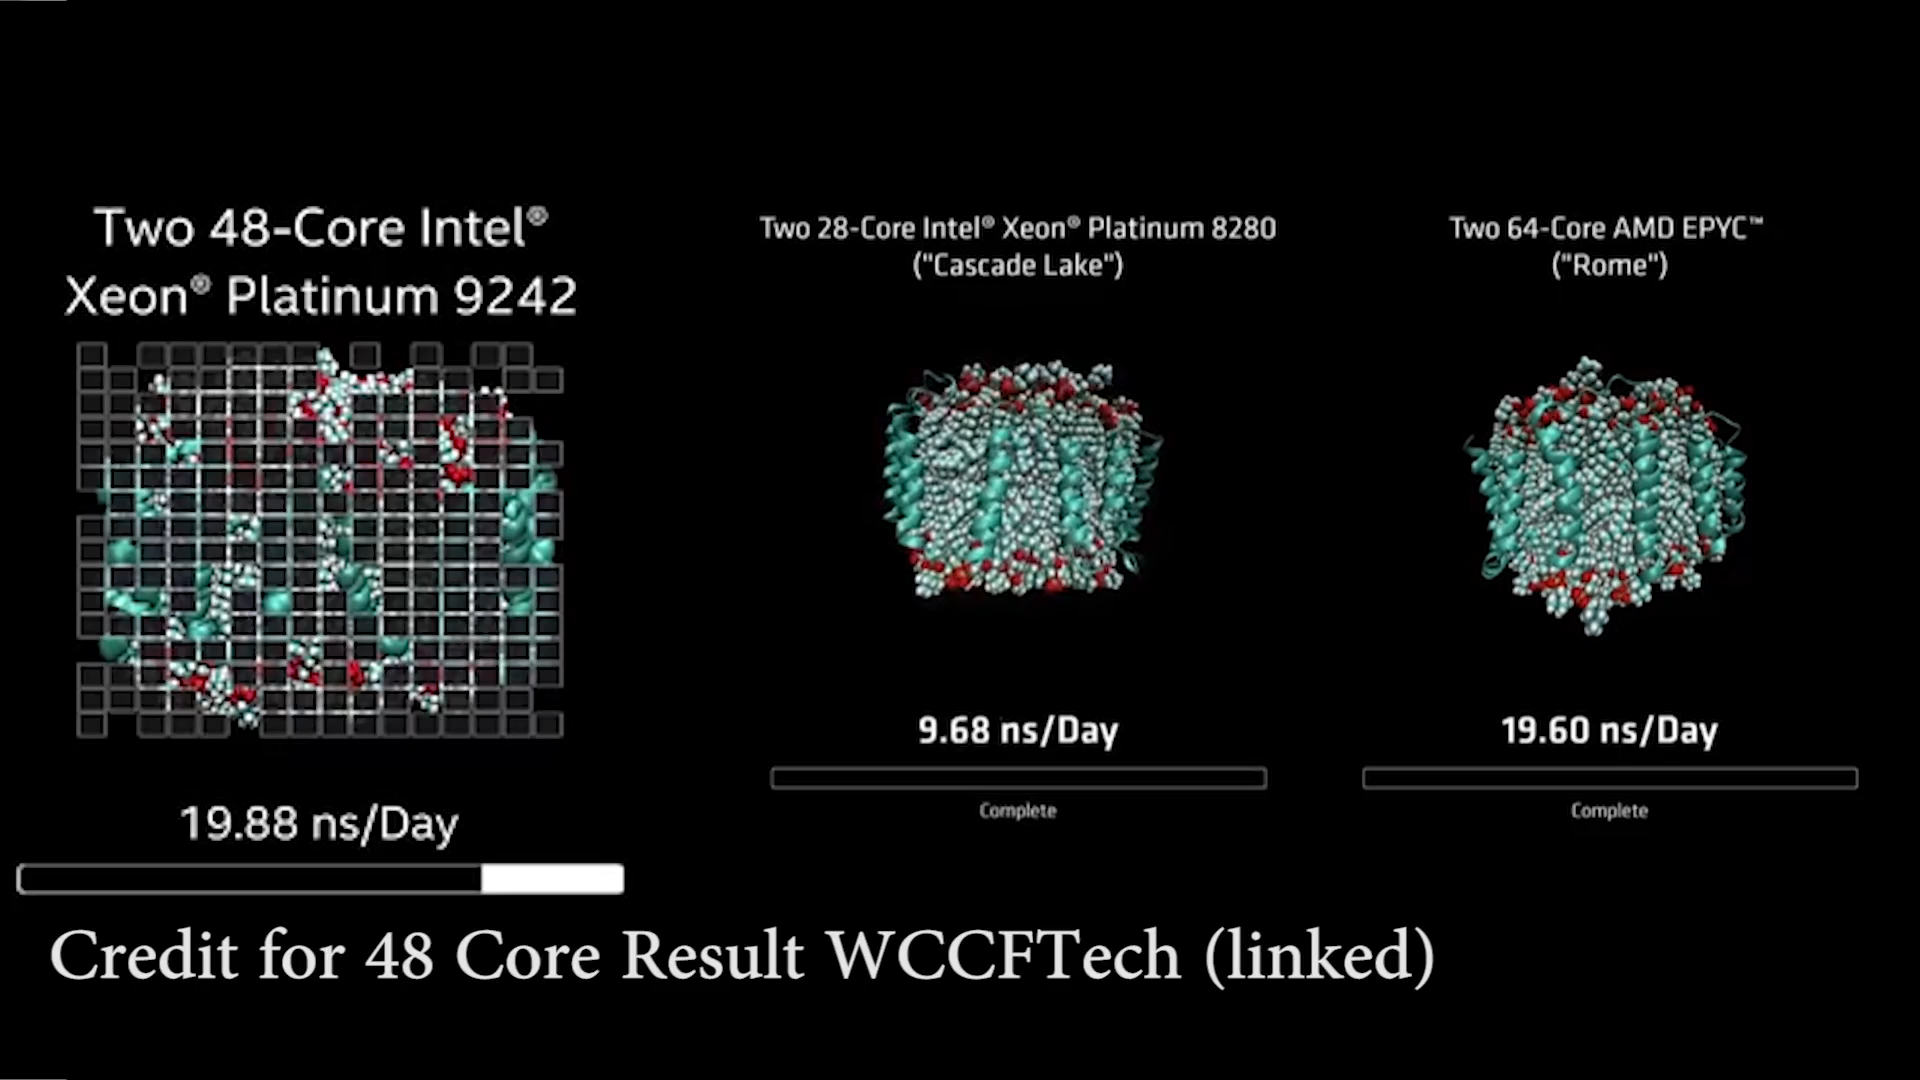 Two 48-Core Intel®
Xeon® Platinum 9242
19.88 ns/Day
Two 28-Core Intel® Xeon® Platinum 8280
("Cascade Lake")
9.68 ns/Day
Complete
Two 64-Core AMD EPYC™
("Rome")
19.60 ns/Day
Complete
Credit for 48 Core Result WCCFTech (linked)